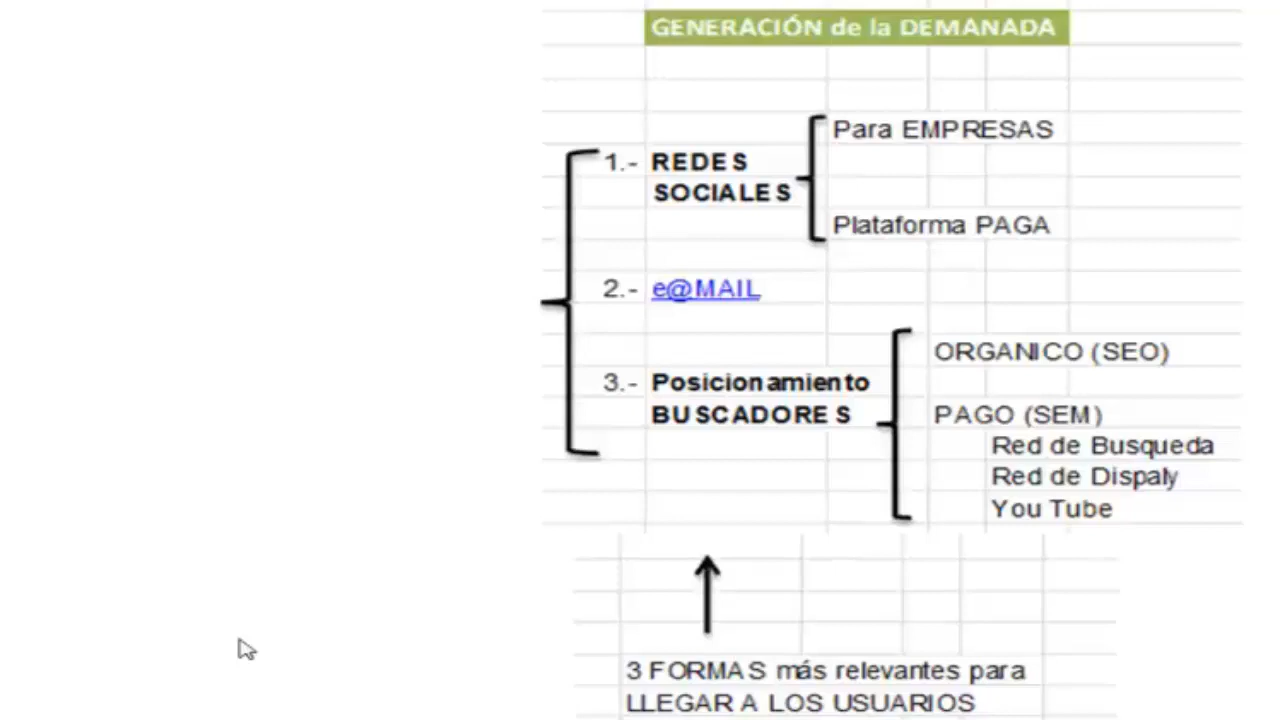 GENERACIÓN de la DEMANADA
Para EMPRESAS
1.- REDES
SOCIALES
Plataforma PAGA
2.- e@MAIL
ORGANICO (SEO)
3.- Posicionamiento
BUSCADORES
PAGO (SEM)
Red de Busqueda
Red de Dispaly
You Tube
3 FORMAS más relevantes para
LLEGAR A LOS USUARIOS